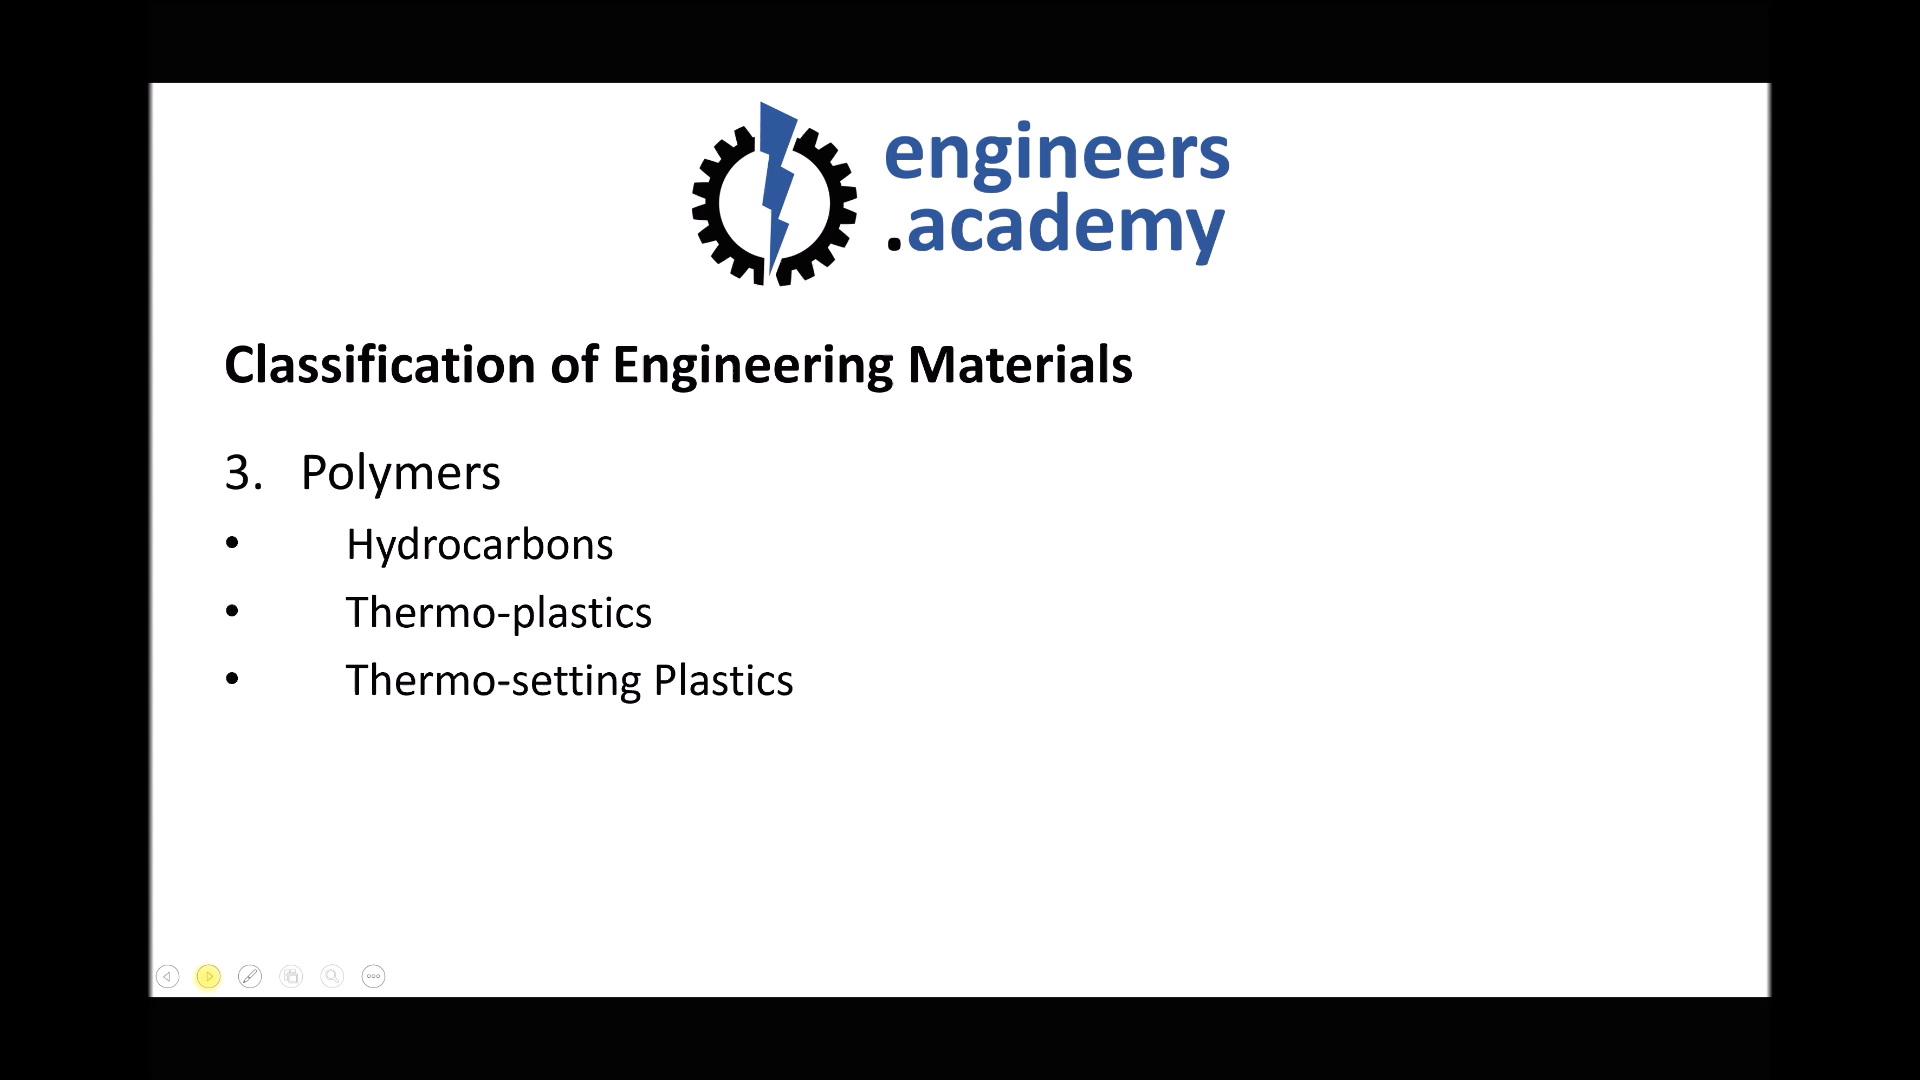 engineers
.academy
Classification of Engineering Materials
3. Polymers
• Hydrocarbons
• Thermo-plastics
• Thermo-setting Plastics